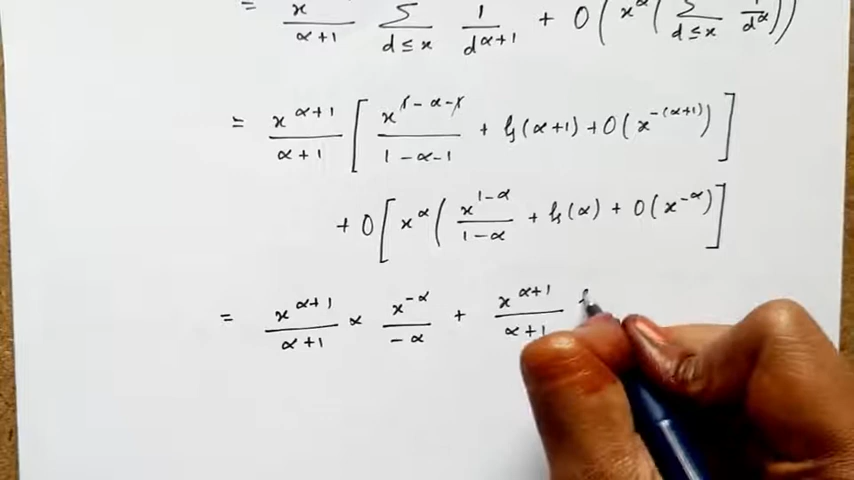 = x / α+1 ∑ d≤x 1 / d^(α+1) + O(x^α(∑ d≤x 1 / d^α))
= x^(α+1) / α+1 [ x^(1-α-1) / 1-α-1 + ζ(α+1) + O(x^(-(α+1))) ]
+ O[ x^α ( x^(1-α) / 1-α + ζ(α) + O(x^(-α)) ]
= x^(α+1) / α+1 × x^(-α) / -α + x^(α+1) / α+1